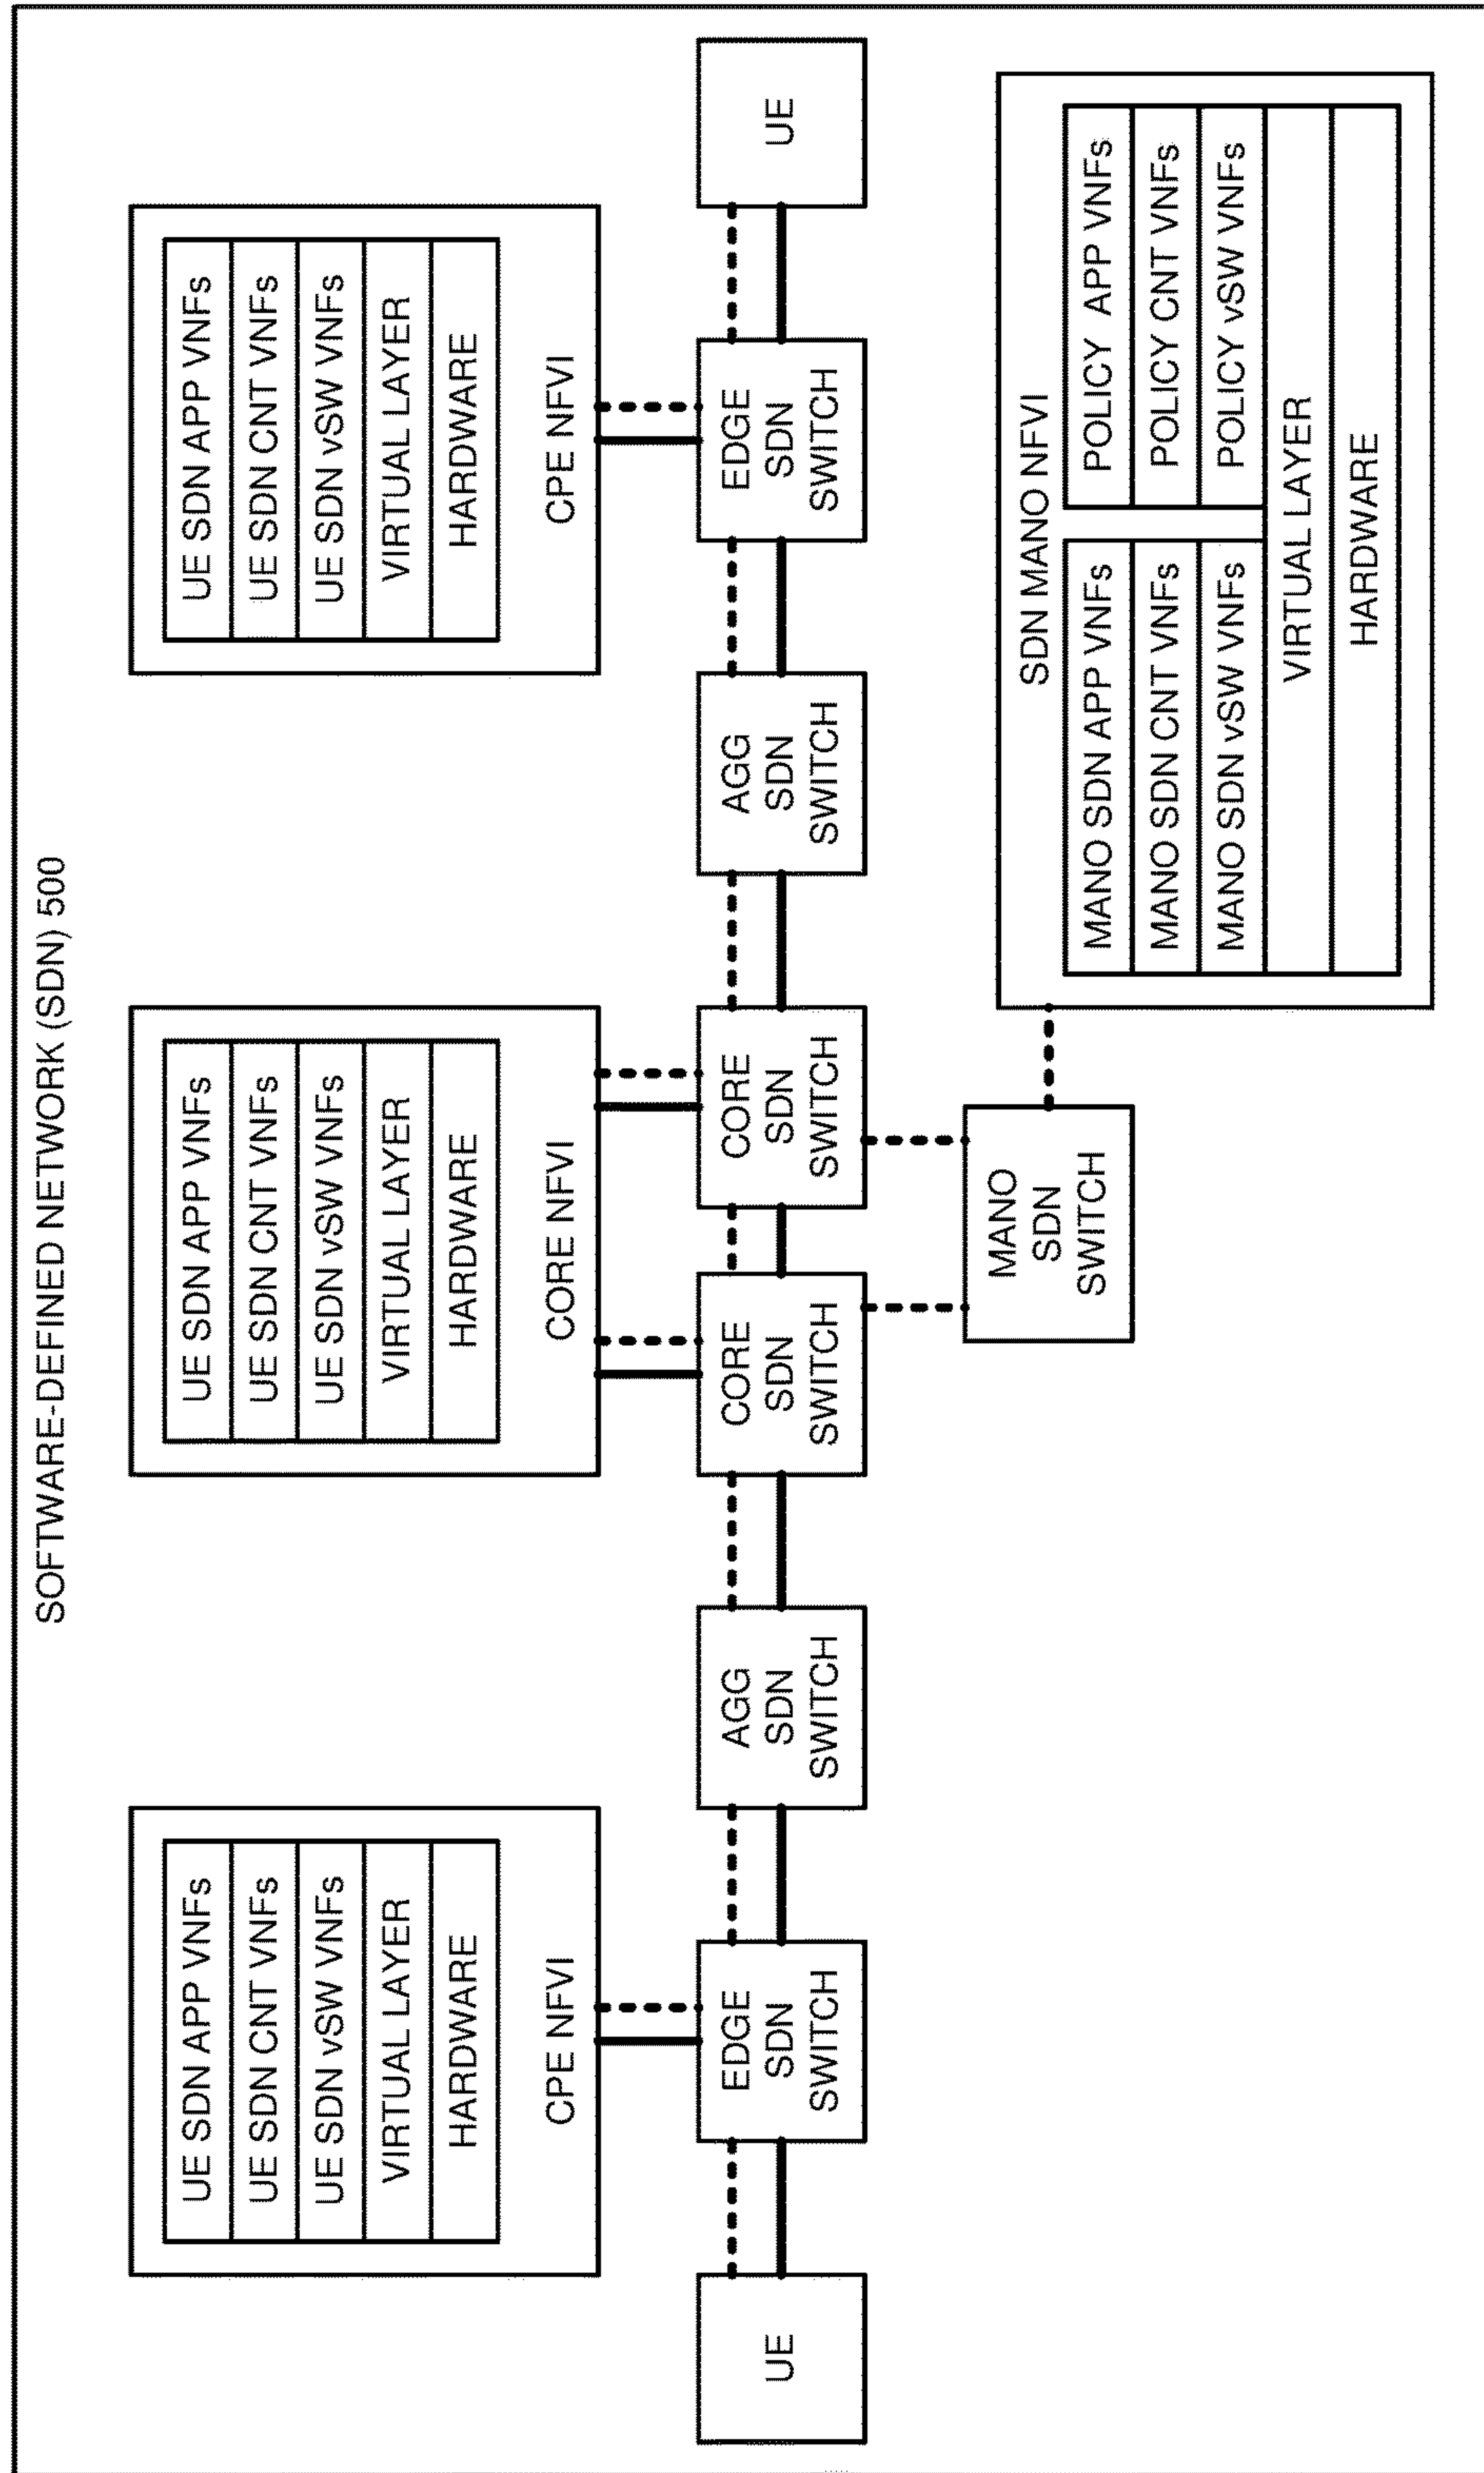 SOFTWARE-DEFINED NETWORK (SDN) 500
UE SDN APP VNFs
UE SDN CNT VNFs
UE SDN vSW VNFs
VIRTUAL LAYER
HARDWARE
CPE NFVI
UE SDN APP VNFs
UE SDN CNT VNFs
UE SDN vSW VNFs
VIRTUAL LAYER
HARDWARE
CORE NFVI
UE SDN APP VNFs
UE SDN CNT VNFs
UE SDN vSW VNFs
VIRTUAL LAYER
HARDWARE
CPE NFVI
UE
EDGE
SDN
SWITCH
AGG
SDN
SWITCH
CORE
SDN
SWITCH
CORE
SDN
SWITCH
AGG
SDN
SWITCH
EDGE
SDN
SWITCH
UE
MANO
SDN
SWITCH
SDN MANO NFVI
MANO SDN APP VNFs
MANO SDN CNT VNFs
MANO SDN vSW VNFs
POLICY APP VNFs
POLICY CNT VNFs
POLICY vSW VNFs
VIRTUAL LAYER
HARDWARE